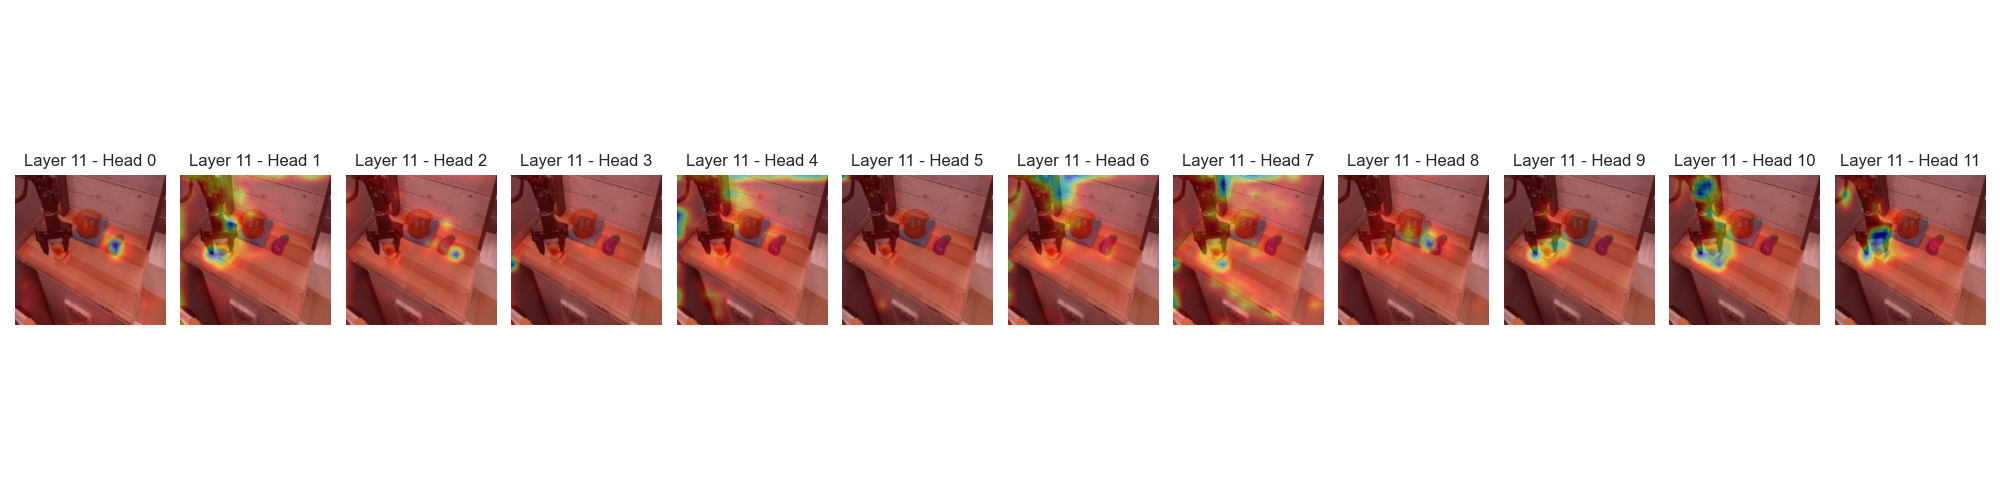 Layer 11 - Head 0
Layer 11 - Head 1
Layer 11 - Head 2
Layer 11 - Head 3
Layer 11 - Head 4
Layer 11 - Head 5
Layer 11 - Head 6
Layer 11 - Head 7
Layer 11 - Head 8
Layer 11 - Head 9
Layer 11 - Head 10
Layer 11 - Head 11